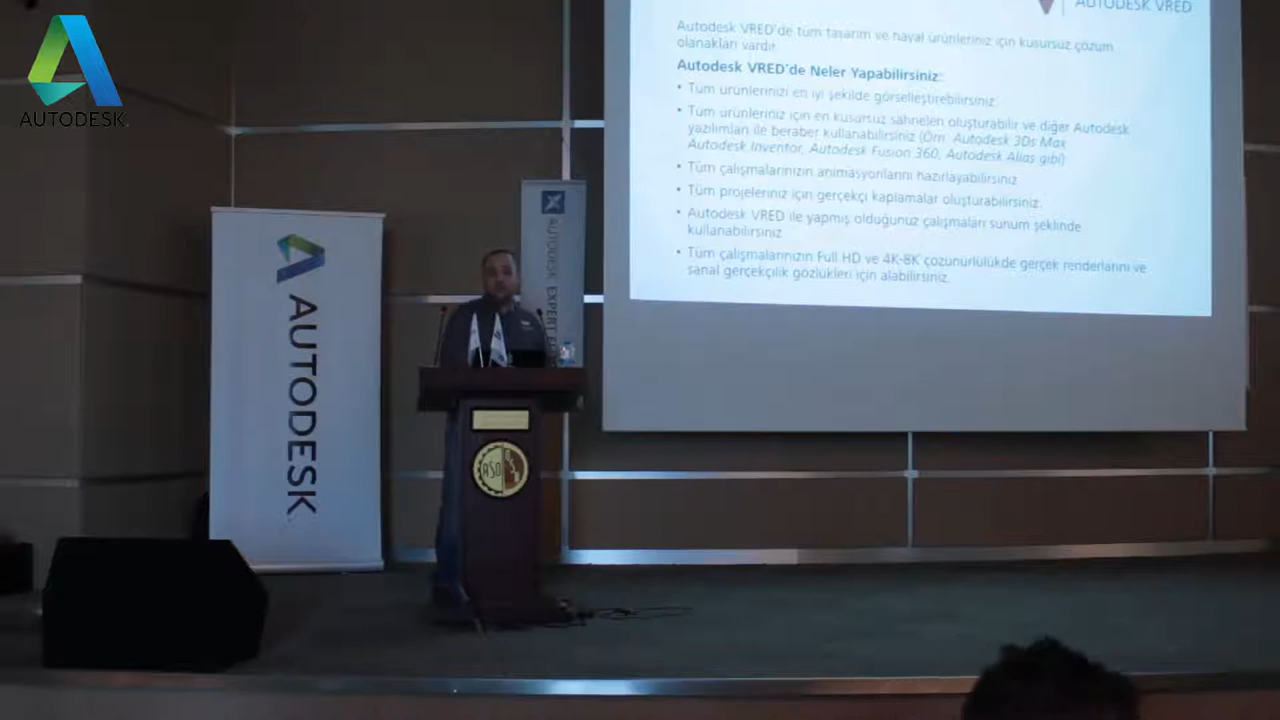 AUTODESK
AUTODESK VRED
Autodesk VRED'de tüm tasarım ve hayal ürünleriniz için kusursuz çözüm
olanakları vardır.
Autodesk VRED'de Neler Yapabilirsiniz:
• Tüm ürünlerinizi en iyi şekilde görselleştirebilirsiniz.
• Tüm ürünleriniz için en kusursuz sahneleri oluşturabilir ve diğer Autodesk
yazılımları ile beraber kullanabilirsiniz (Örn: Autodesk 3Ds Max
Autodesk Inventor, Autodesk Fusion 360, Autodesk Alias gibi)
• Tüm çalışmalarınızın animasyonlarını hazırlayabilirsiniz
• Tüm projeleriniz için gerçekçi kaplamalar oluşturabilirsiniz.
• Autodesk VRED ile yapmış olduğunuz çalışmaları sunum şeklinde
kullanabilirsiniz
• Tüm çalışmalarınızın Full HD ve 4K-8K çözünürlülükde gerçek renderlarını ve
sanal gerçekçilik gözlükleri için alabilirsiniz.
AUTODESK
AUTODESK EXPERT
ASO